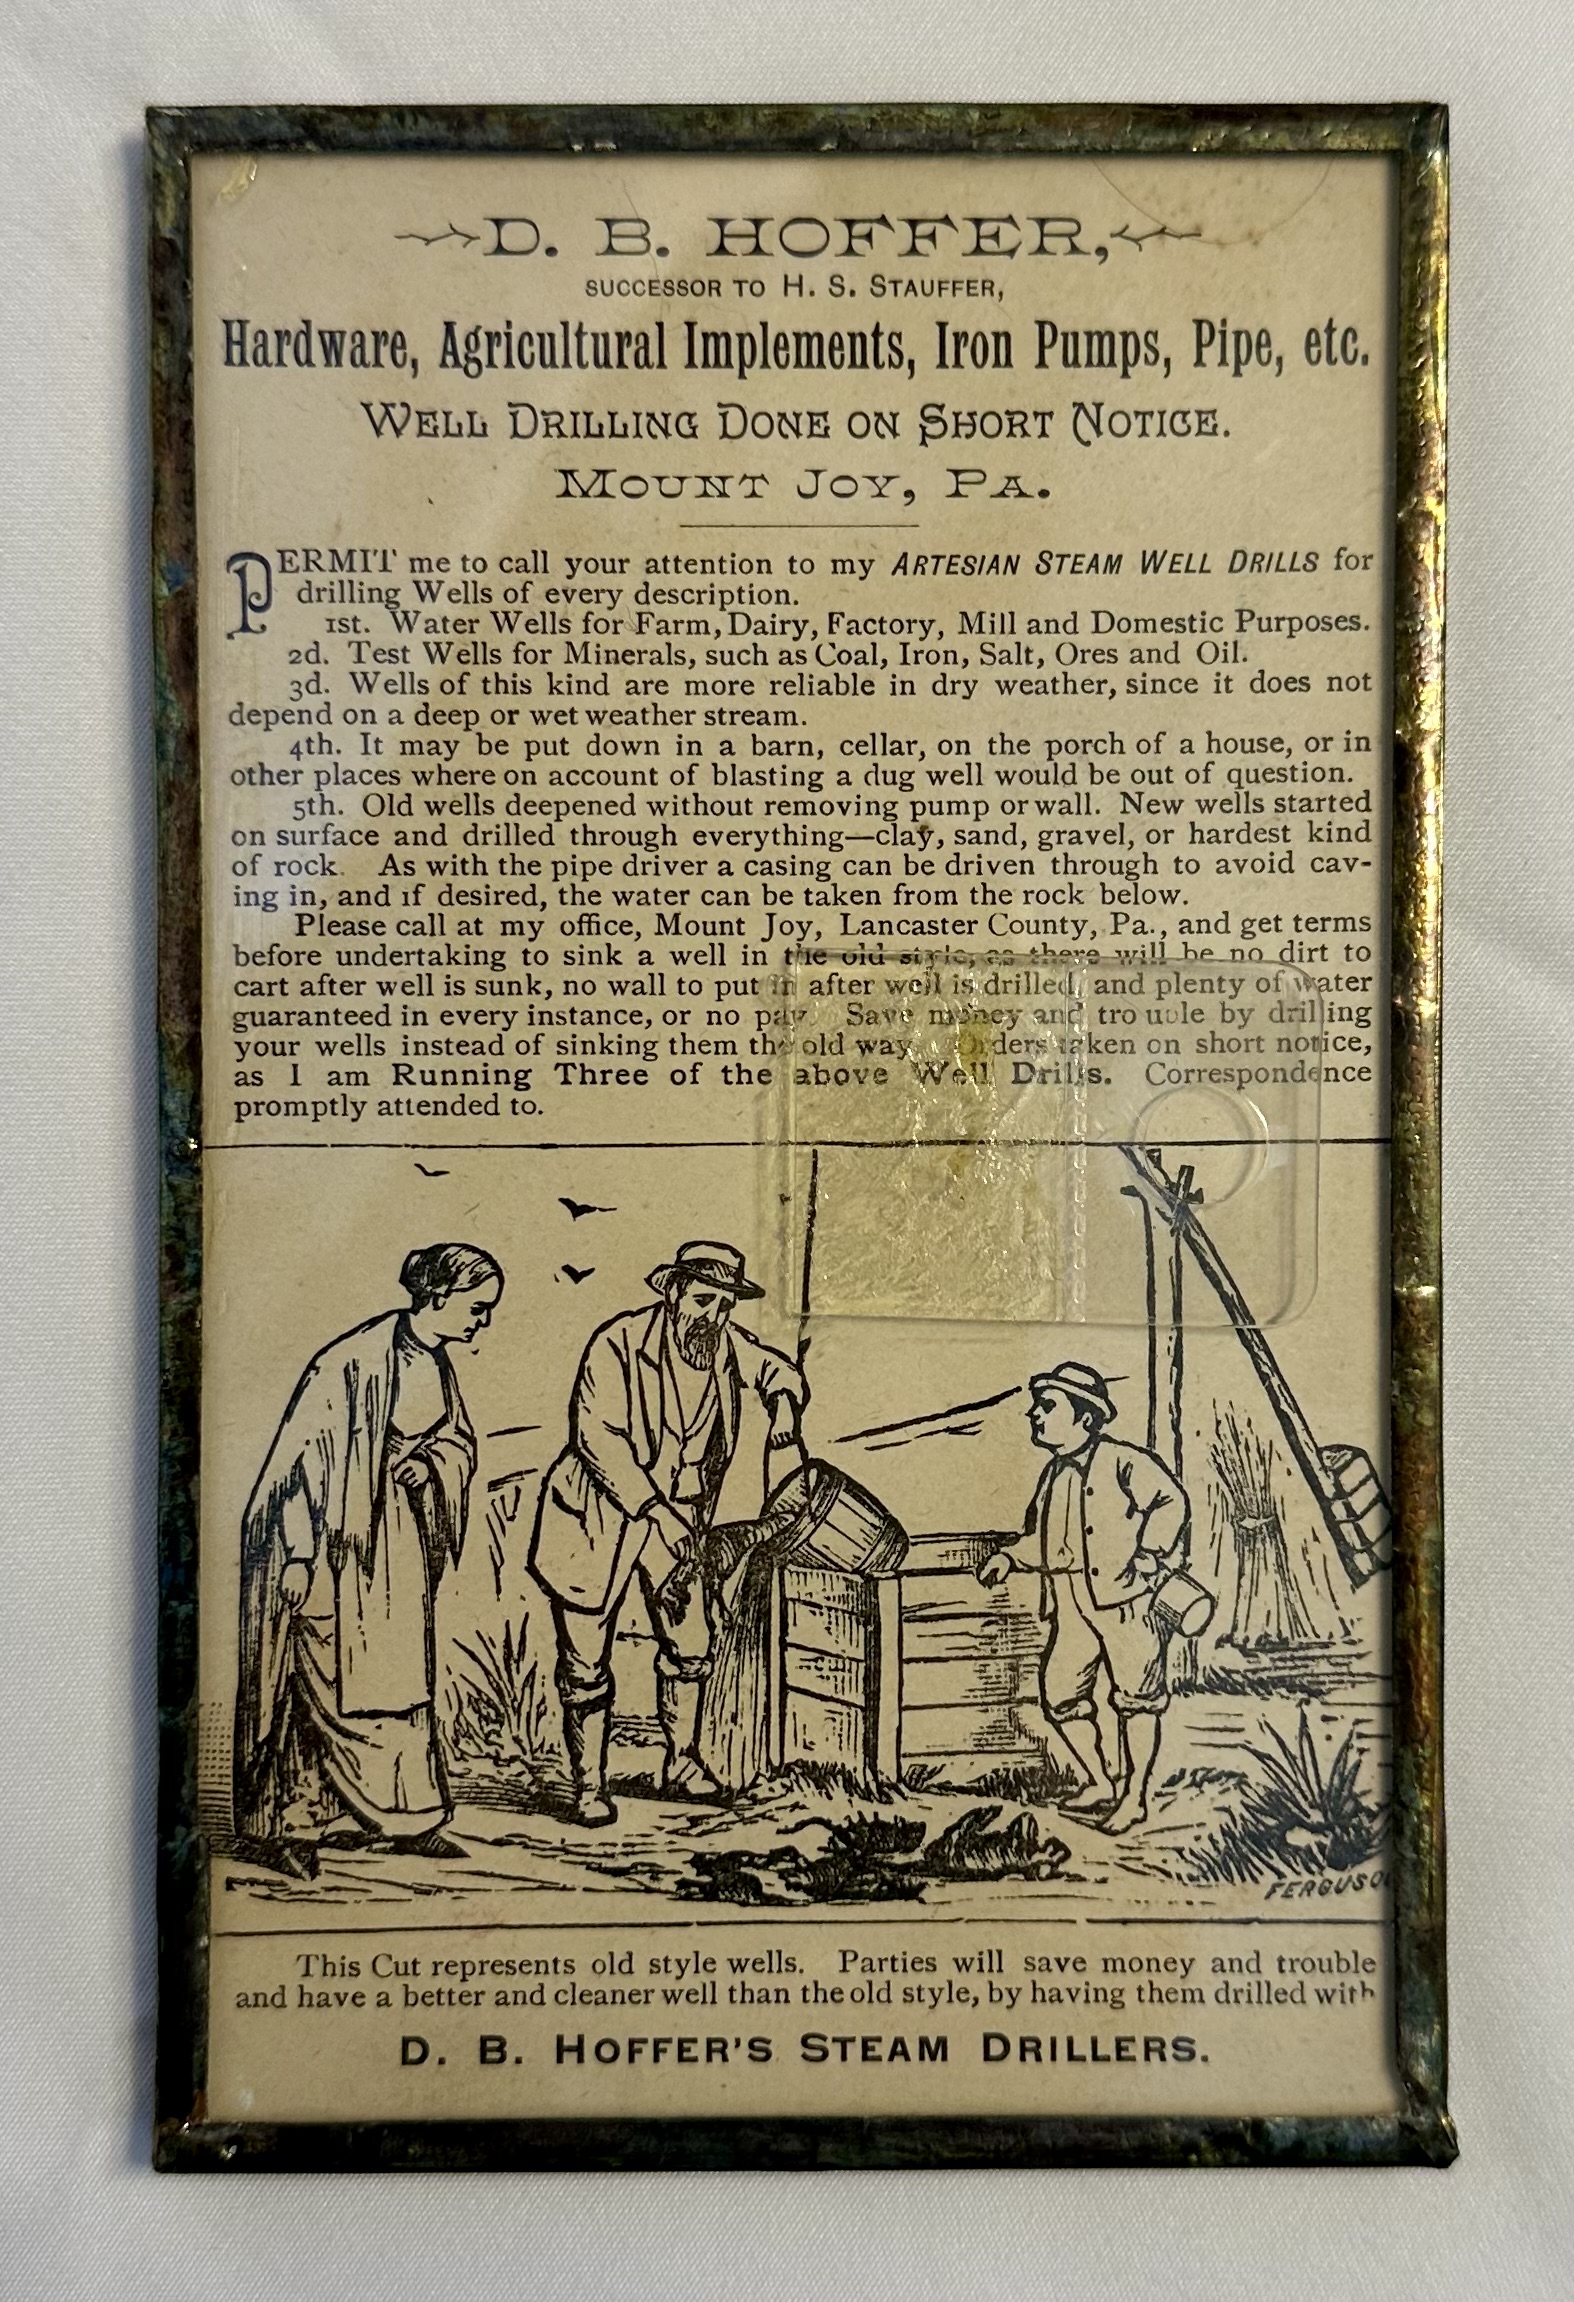 D. B. HOFFER,
SUCCESSOR TO H. S. STAUFFER,
Hardware, Agricultural Implements, Iron Pumps, Pipe, etc.
WELL DRILLING DONE ON SHORT NOTICE.
MOUNT JOY, PA.
PERMIT me to call your attention to my ARTESIAN STEAM WELL DRILLS for
drilling Wells of every description.
1st. Water Wells for Farm, Dairy, Factory, Mill and Domestic Purposes.
2d. Test Wells for Minerals, such as Coal, Iron, Salt, Ores and Oil.
3d. Wells of this kind are more reliable in dry weather, since it does not
depend on a deep or wet weather stream.
4th. It may be put down in a barn, cellar, on the porch of a house, or in
other places where on account of blasting a dug well would be out of question.
5th. Old wells deepened without removing pump or wall. New wells started
on surface and drilled through everything—clay, sand, gravel, or hardest kind
of rock. As with the pipe driver a casing can be driven through to avoid cav-
ing in, and if desired, the water can be taken from the rock below.
Please call at my office, Mount Joy, Lancaster County, Pa., and get terms
before undertaking to sink a well in the old style, as there will be no dirt to
cart after well is sunk, no wall to put in after well is drilled, and plenty of water
guaranteed in every instance, or no pay. Save money and trouble by drilling
your wells instead of sinking them the old way. Orders taken on short notice,
as I am Running Three of the above Well Drills. Correspondence
promptly attended to.
FERGUSO
This Cut represents old style wells. Parties will save money and trouble
and have a better and cleaner well than the old style, by having them drilled with
D. B. HOFFER'S STEAM DRILLERS.